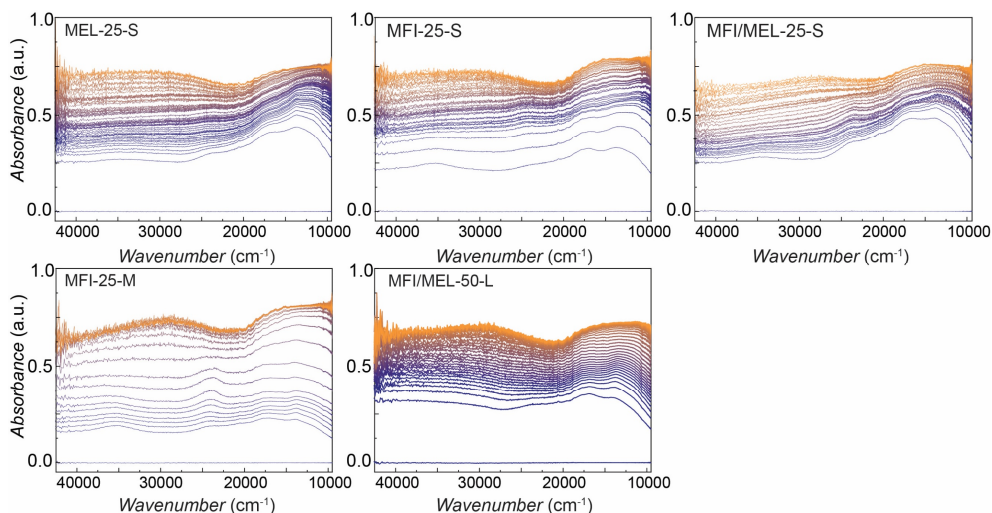 MEL-25-S
MFI-25-S
MFI/MEL-25-S
1.0
0.5
0.0
Absorbance (a.u.)
40000 30000 20000 10000
Wavenumber (cm⁻¹)
1.0
0.5
0.0
40000 30000 20000 10000
Wavenumber (cm⁻¹)
1.0
0.5
0.0
40000 30000 20000 10000
Wavenumber (cm⁻¹)
MFI-25-M
MFI/MEL-50-L
1.0
0.5
0.0
Absorbance (a.u.)
40000 30000 20000 10000
Wavenumber (cm⁻¹)
1.0
0.5
0.0
40000 30000 20000 10000
Wavenumber (cm⁻¹)